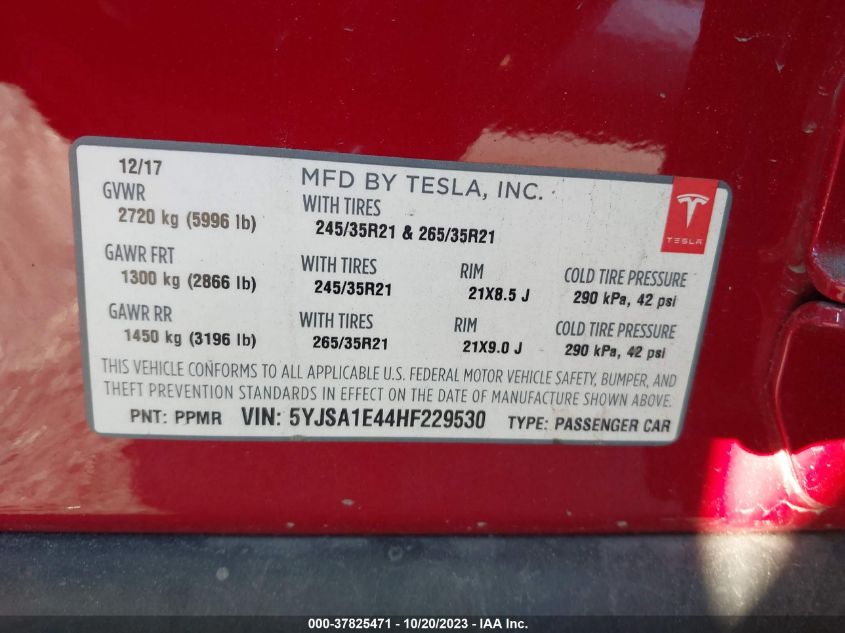 12/17
MFD BY TESLA, INC.
GVWR
2720 kg (5996 lb)
WITH TIRES
245/35R21 & 265/35R21
TESLA
GAWR FRT
1300 kg (2866 lb)
WITH TIRES
245/35R21
RIM
21X8.5 J
COLD TIRE PRESSURE
290 kPa, 42 psi
GAWR RR
1450 kg (3196 lb)
WITH TIRES
265/35R21
RIM
21X9.0 J
COLD TIRE PRESSURE
290 kPa, 42 psi
THIS VEHICLE CONFORMS TO ALL APPLICABLE U.S. FEDERAL MOTOR VEHICLE SAFETY, BUMPER, AND
THEFT PREVENTION STANDARDS IN EFFECT ON THE DATE OF MANUFACTURE SHOWN ABOVE.
PNT: PPMR VIN: 5YJSA1E44HF229530 TYPE: PASSENGER CAR
000-37825471 | 10/20/2023 | IAA Inc.